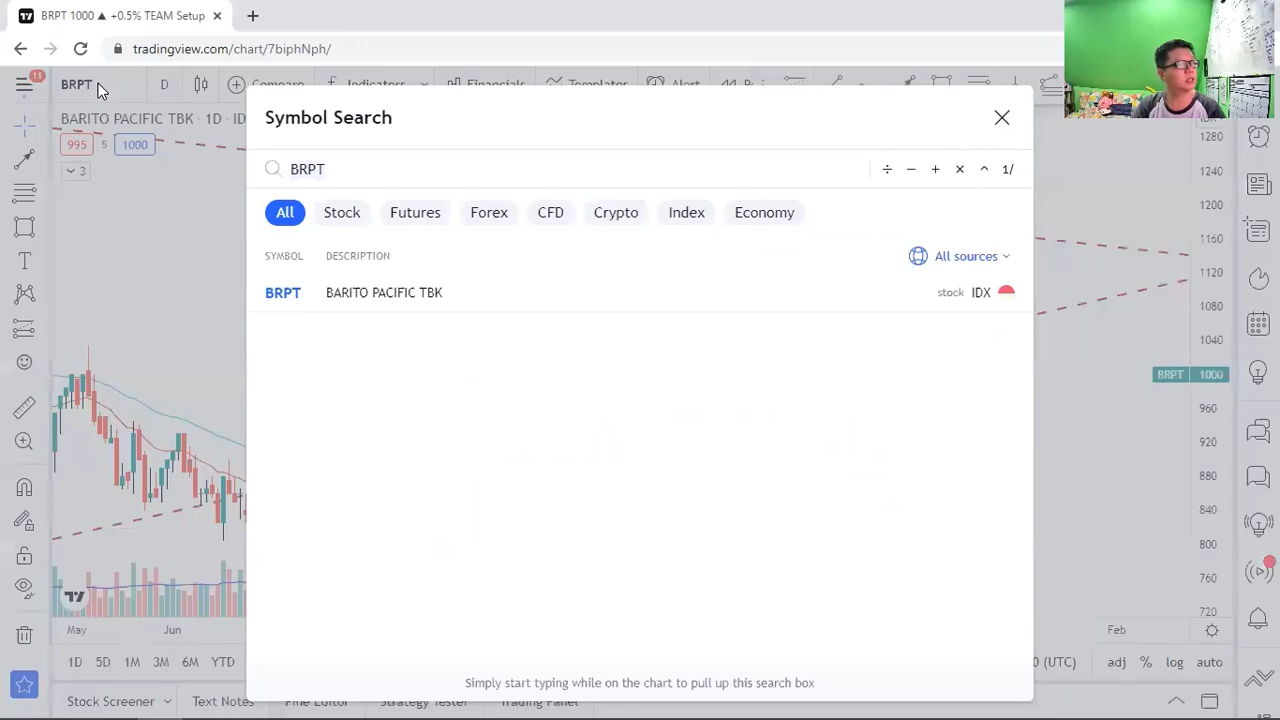 BRPT 1000 ▲ +0.5% TEAM Setup
tradingview.com/chart/7biphNph/
11
BRPT
D
Compare
Indicators
Financials
Templates
Alert
BARITO PACIFIC TBK · 1D · ID
995
5
1000
3
Symbol Search
BRPT
÷ − + × ^ 1/
All
Stock
Futures
Forex
CFD
Crypto
Index
Economy
SYMBOL
DESCRIPTION
All sources
BRPT
BARITO PACIFIC TBK
stock
IDX
Simply start typing while on the chart to pull up this search box
1280
1240
1200
1160
1120
1080
1040
BRPT 1000
960
920
880
840
800
760
720
May
Jun
Feb
1D
5D
1M
3M
6M
YTD
0 (UTC)
adj
%
log
auto
Stock Screener
Text Notes
Pine Editor
Strategy Tester
Trading Panel